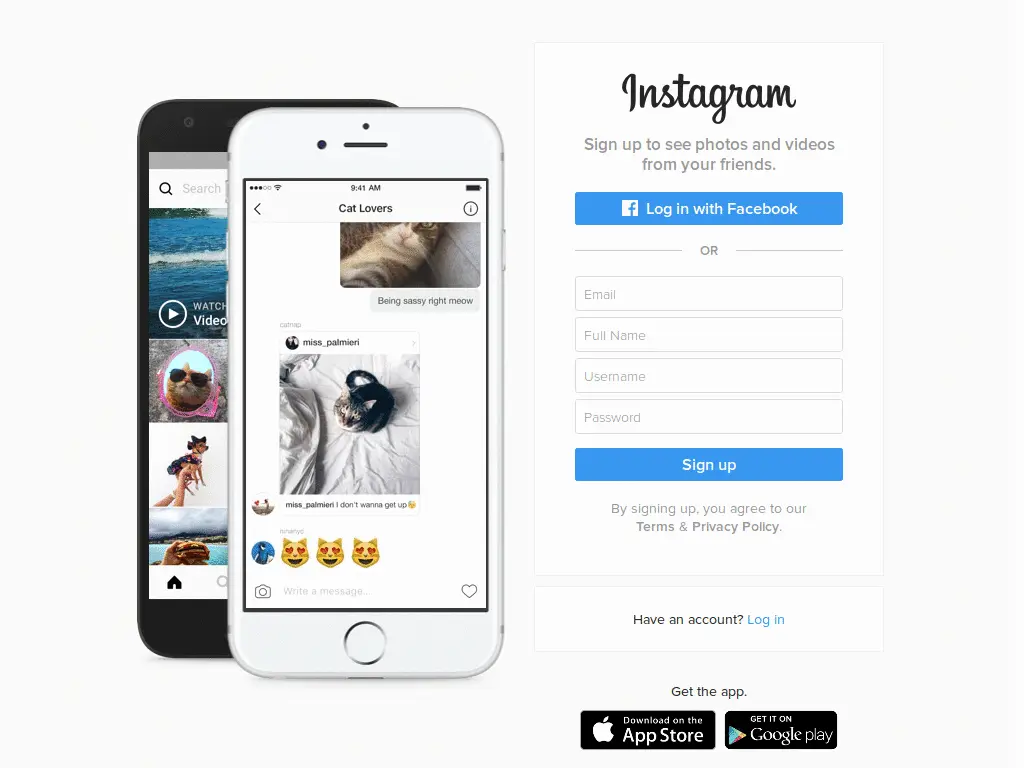 Search
WATCH
Video
9:41 AM
Cat Lovers
Being sassy right meow
catnap
miss_palmieri
miss_palmieri I don't wanna get up
ninanyc
Write a message...
Instagram
Sign up to see photos and videos
from your friends.
Log in with Facebook
OR
Email
Full Name
Username
Password
Sign up
By signing up, you agree to our
Terms & Privacy Policy.
Have an account? Log in
Get the app.
Download on the
App Store
GET IT ON
Google play